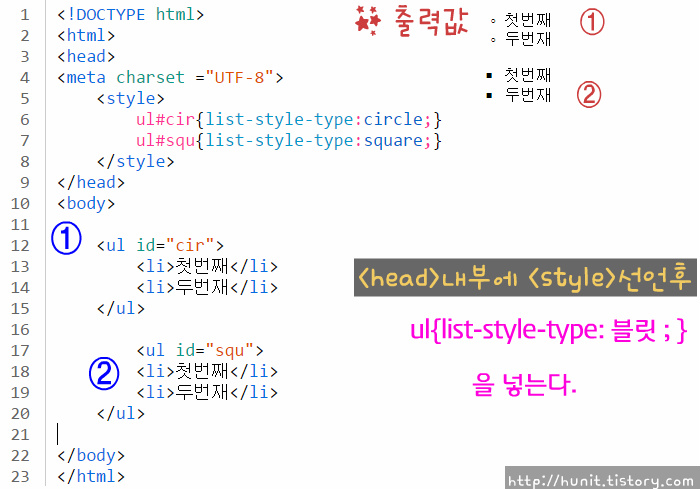 1 <!DOCTYPE html>
2 <html>
3 <head>
4 <meta charset ="UTF-8">
5 <style>
6 ul#cir{list-style-type:circle;}
7 ul#squ{list-style-type:square;}
8 </style>
9 </head>
10 <body>
11
① 12 <ul id="cir">
13 <li>첫번째</li>
14 <li>두번재</li>
15 </ul>
16
17 <ul id="squ">
② 18 <li>첫번째</li>
19 <li>두번재</li>
20 </ul>
21
22 </body>
23 </html>
출력값
◦ 첫번째 ①
◦ 두번재
▪ 첫번째
▪ 두번재 ②
<head>내부에 <style>선언후
ul{list-style-type: 블릿 ; }
을 넣는다.
http://hunit.tistory.com